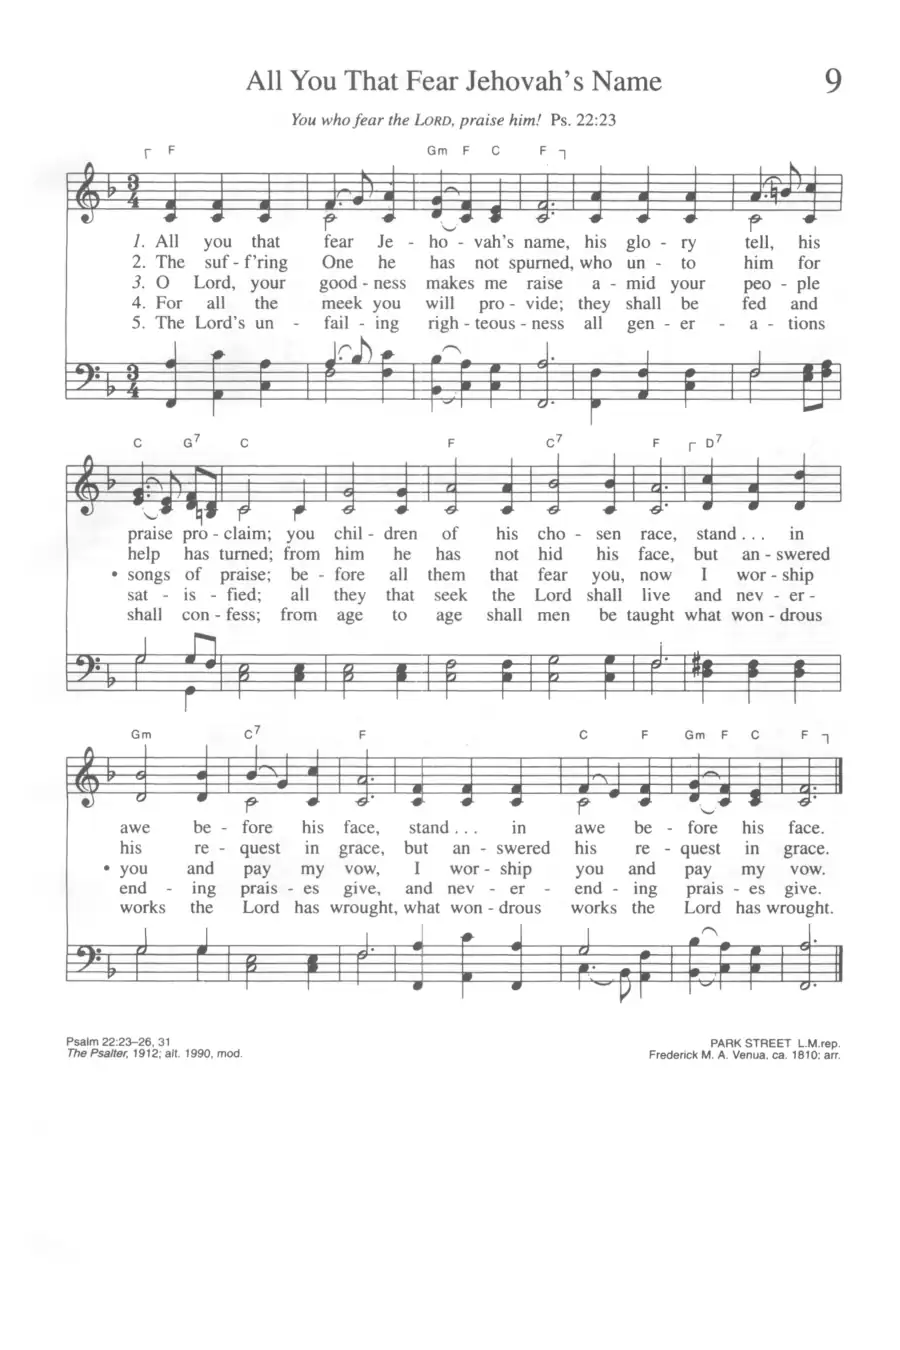 All You That Fear Jehovah's Name 9
You who fear the LORD, praise him! Ps. 22:23
┌ F Gm F C F ┐
1. All you that fear Je - ho - vah's name, his glo - ry tell, his
2. The suf - f'ring One he has not spurned, who un - to him for
3. O Lord, your good - ness makes me raise a - mid your peo - ple
4. For all the meek you will pro - vide; they shall be fed and
5. The Lord's un - fail - ing righ - teous - ness all gen - er - a - tions
C G7 C F C7 F ┌ D7
praise pro - claim; you chil - dren of his cho - sen race, stand . . . in
help has turned; from him he has not hid his face, but an - swered
• songs of praise; be - fore all them that fear you, now I wor - ship
sat - is - fied; all they that seek the Lord shall live and nev - er -
shall con - fess; from age to age shall men be taught what won - drous
Gm C7 F C F Gm F C F ┐
awe be - fore his face, stand . . . in awe be - fore his face.
his re - quest in grace, but an - swered his re - quest in grace.
• you and pay my vow, I wor - ship you and pay my vow.
end - ing prais - es give, and nev - er - end - ing prais - es give.
works the Lord has wrought, what won - drous works the Lord has wrought.
Psalm 22:23–26, 31 PARK STREET L.M.rep.
The Psalter, 1912; alt. 1990, mod. Frederick M. A. Venua, ca. 1810; arr.